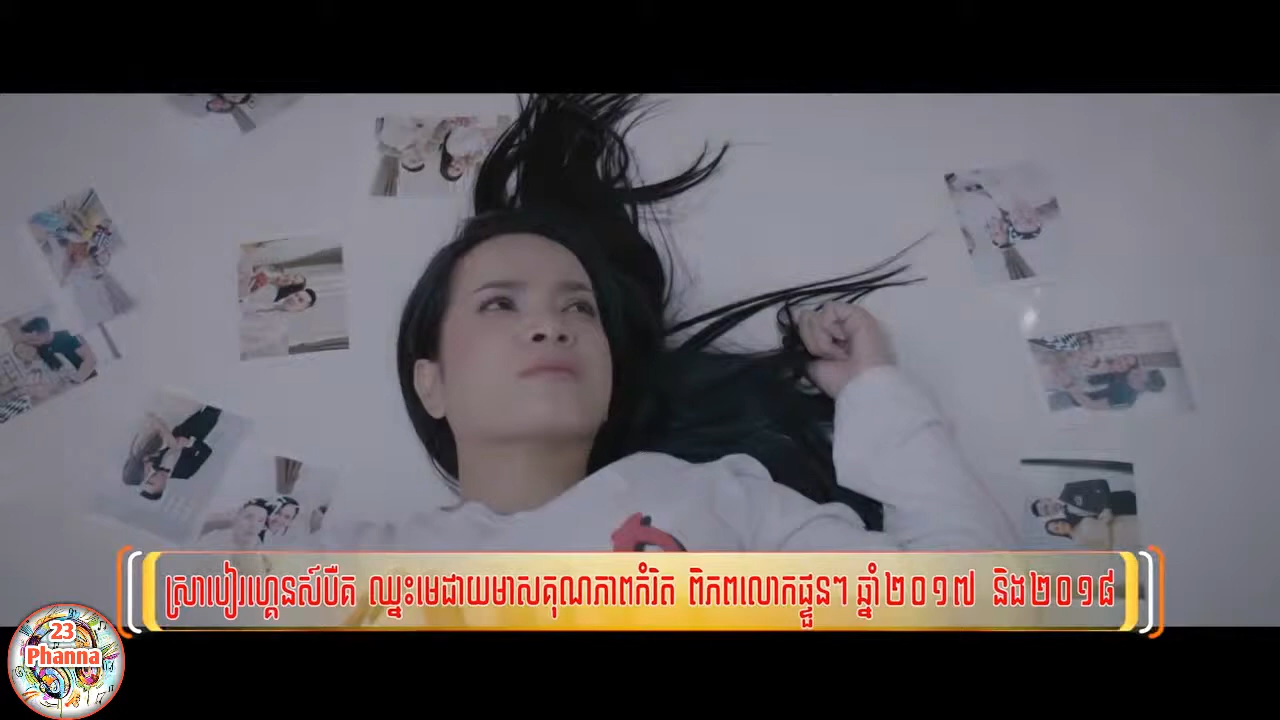 ស្រាបៀរហ្គេនស៍បឺគ ឈ្នះមេដាយមាសគុណភាពកំរិត ពិភពលោកផ្ទួនៗ ឆ្នាំ២០១៧ និង២០១៨
23
Phanna